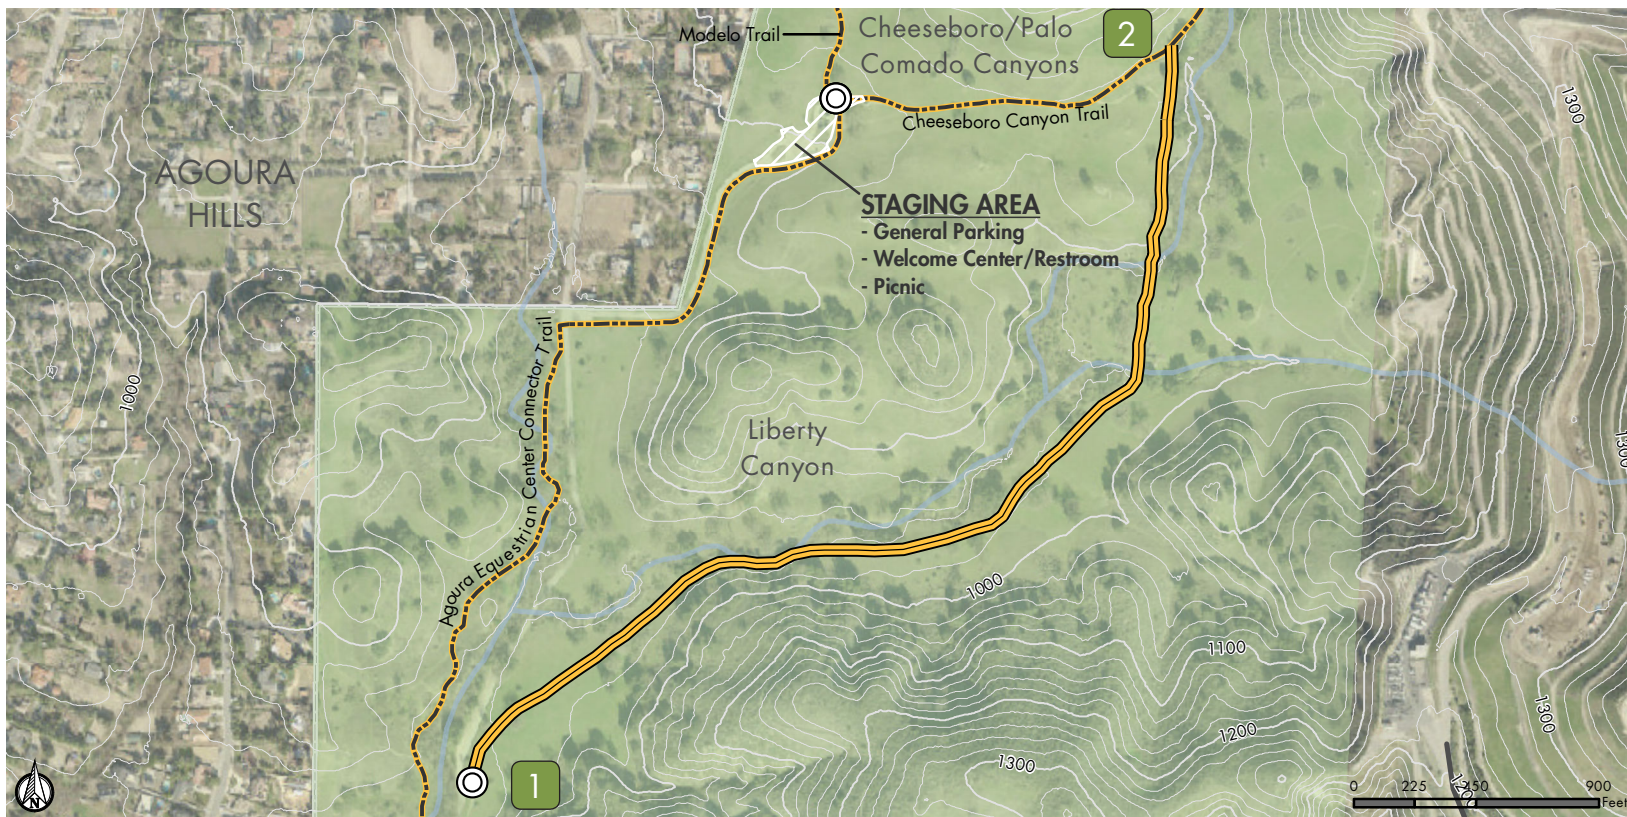 Modelo Trail
Cheeseboro/Palo
Comado Canyons
2
Cheeseboro Canyon Trail
1300
AGOURA
HILLS
STAGING AREA
- General Parking
- Welcome Center/Restroom
- Picnic
Agoura Equestrian Center Connector Trail
1000
Liberty
Canyon
1300
1000
1100
1200
1300
1300
1200
1
N
0 225 450 900
Feet